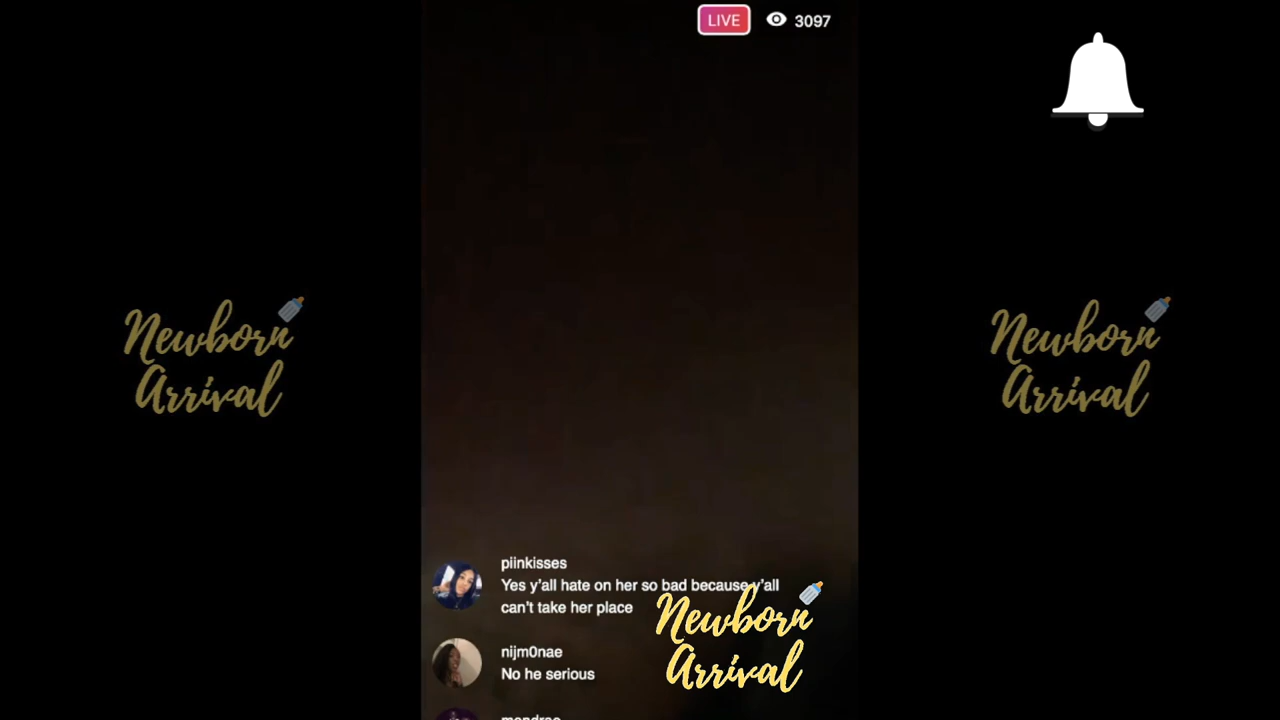 LIVE 3097
Newborn
Arrival
Newborn
Arrival
piinkisses
Yes y'all hate on her so bad because y'all
can't take her place
Newborn
Arrival
nijm0nae
No he serious